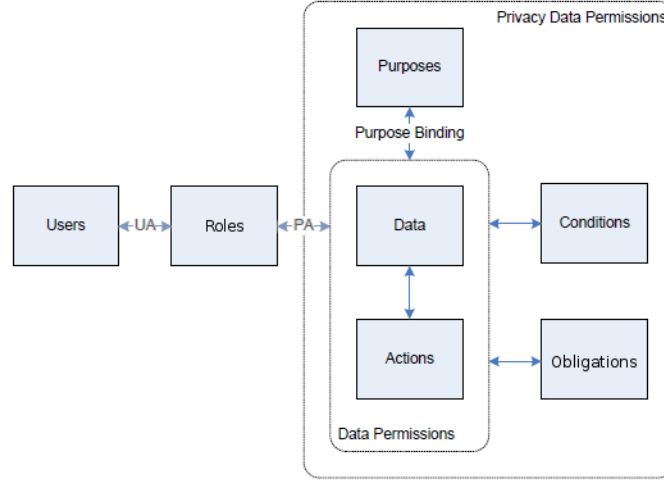 Privacy Data Permissions
Purposes
Purpose Binding
Users
UA
Roles
PA
Data
Conditions
Actions
Obligations
Data Permissions